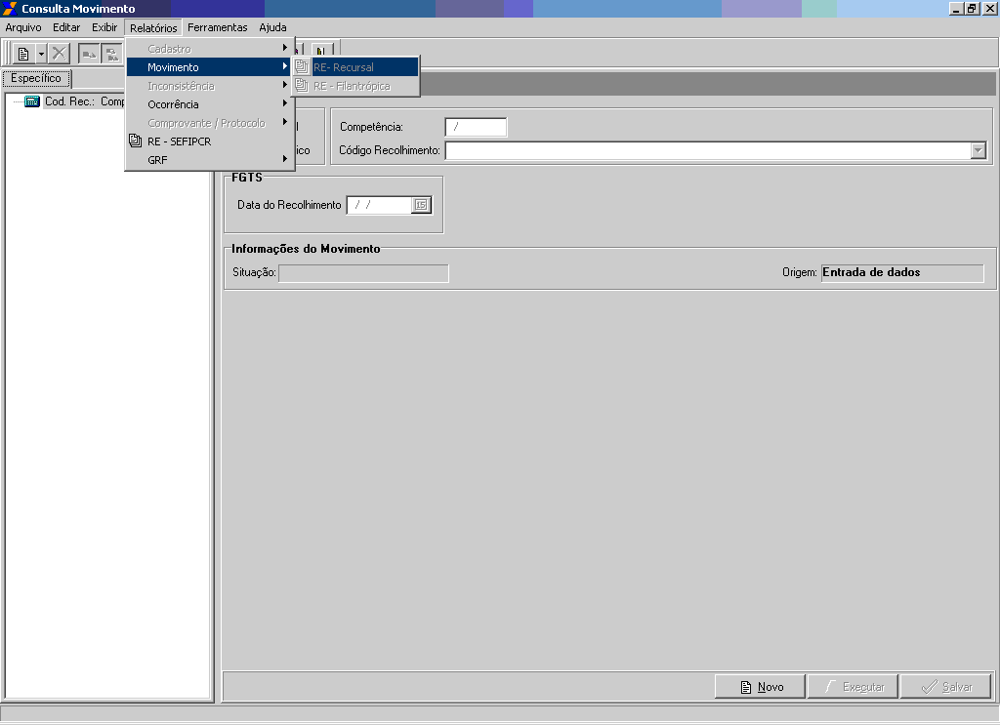 Consulta Movimento
Arquivo Editar Exibir Relatórios Ferramentas Ajuda
Cadastro
Movimento
Inconsistência
Ocorrência
Comprovante / Protocolo
RE - SEFIPCR
GRF
RE- Recursal
RE - Filantrópica
Específico
Cod. Rec.: Comp
Competência: /
Código Recolhimento:
FGTS
Data do Recolhimento / / 15
Informações do Movimento
Situação: Origem: Entrada de dados
Novo Executar Salvar